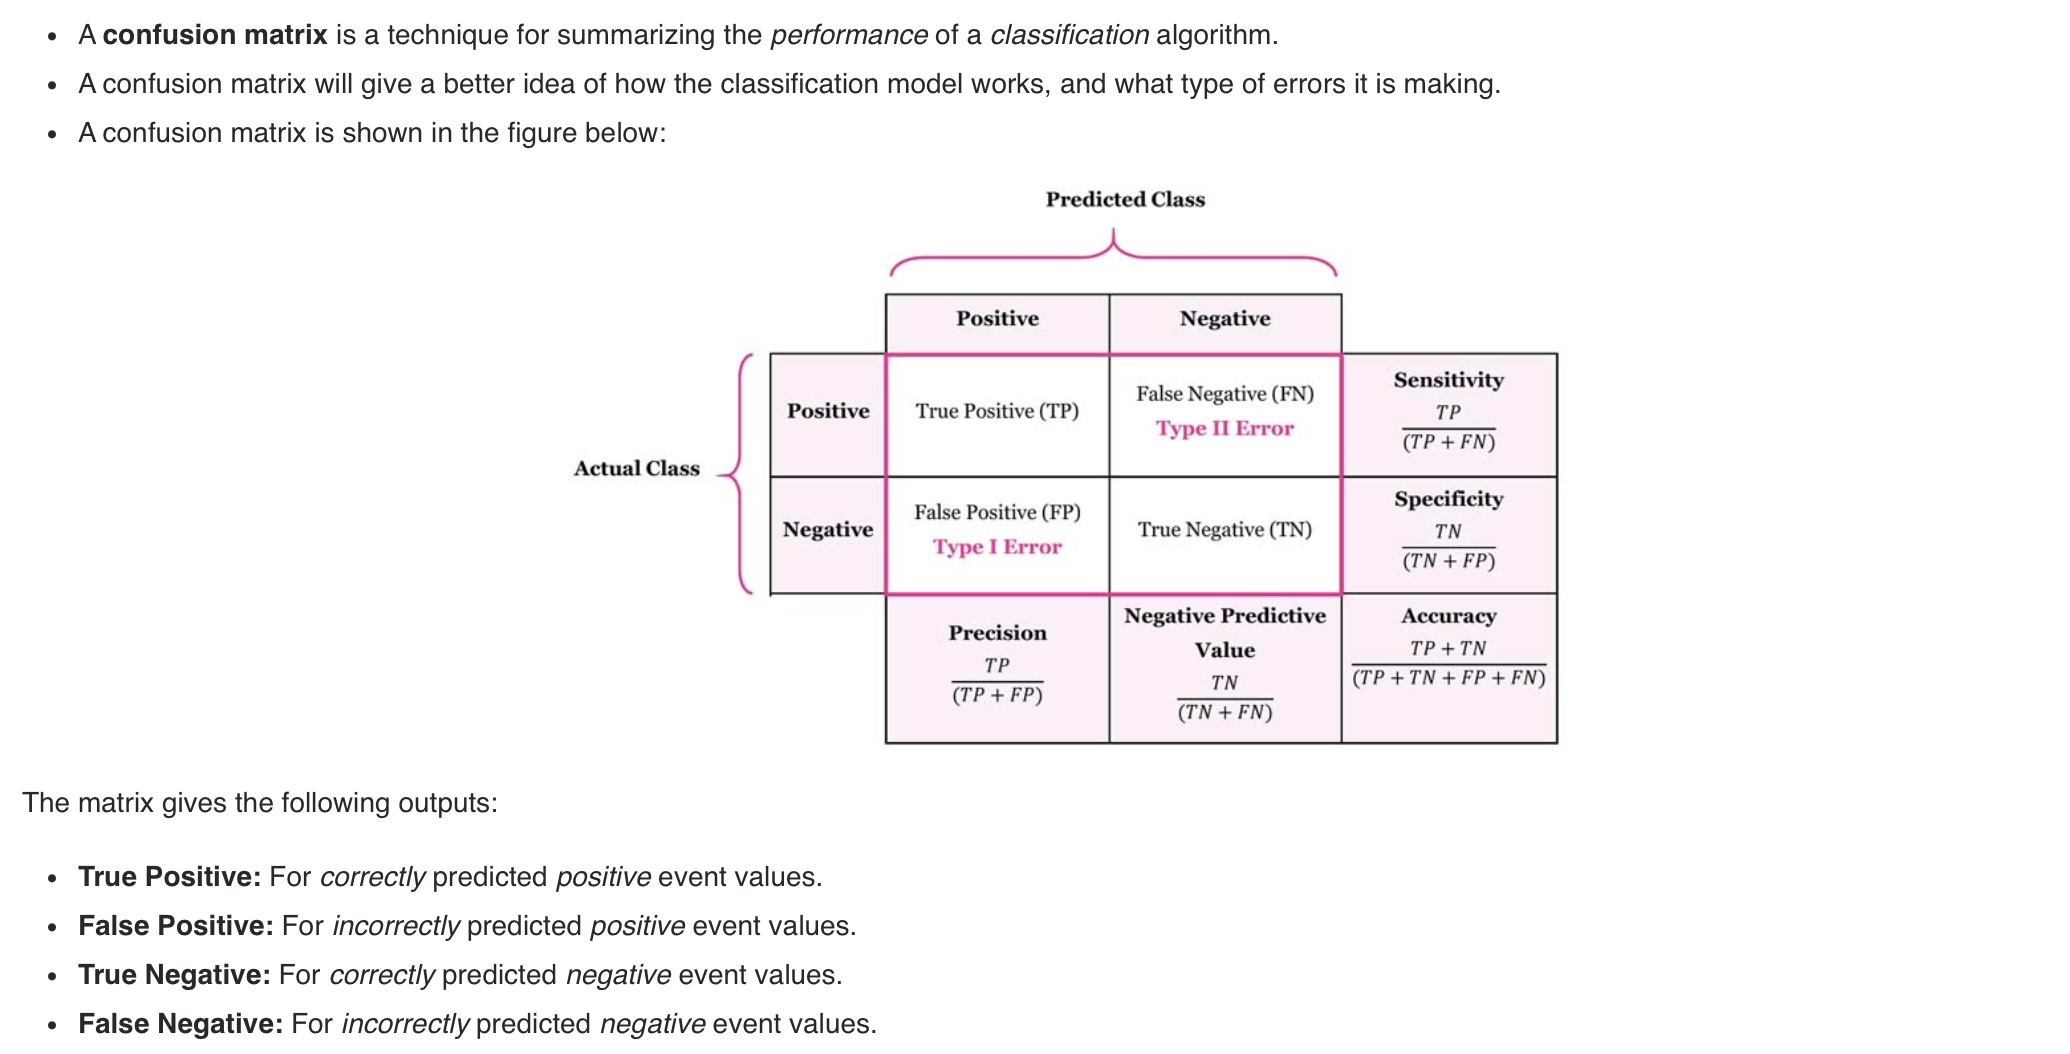 • A confusion matrix is a technique for summarizing the performance of a classification algorithm.
• A confusion matrix will give a better idea of how the classification model works, and what type of errors it is making.
• A confusion matrix is shown in the figure below:
Predicted Class
Positive
Negative
Actual Class
Positive
True Positive (TP)
False Negative (FN)
Type II Error
Sensitivity
TP
(TP + FN)
Negative
False Positive (FP)
Type I Error
True Negative (TN)
Specificity
TN
(TN + FP)
Precision
TP
(TP + FP)
Negative Predictive
Value
TN
(TN + FN)
Accuracy
TP + TN
(TP + TN + FP + FN)
The matrix gives the following outputs:
• True Positive: For correctly predicted positive event values.
• False Positive: For incorrectly predicted positive event values.
• True Negative: For correctly predicted negative event values.
• False Negative: For incorrectly predicted negative event values.